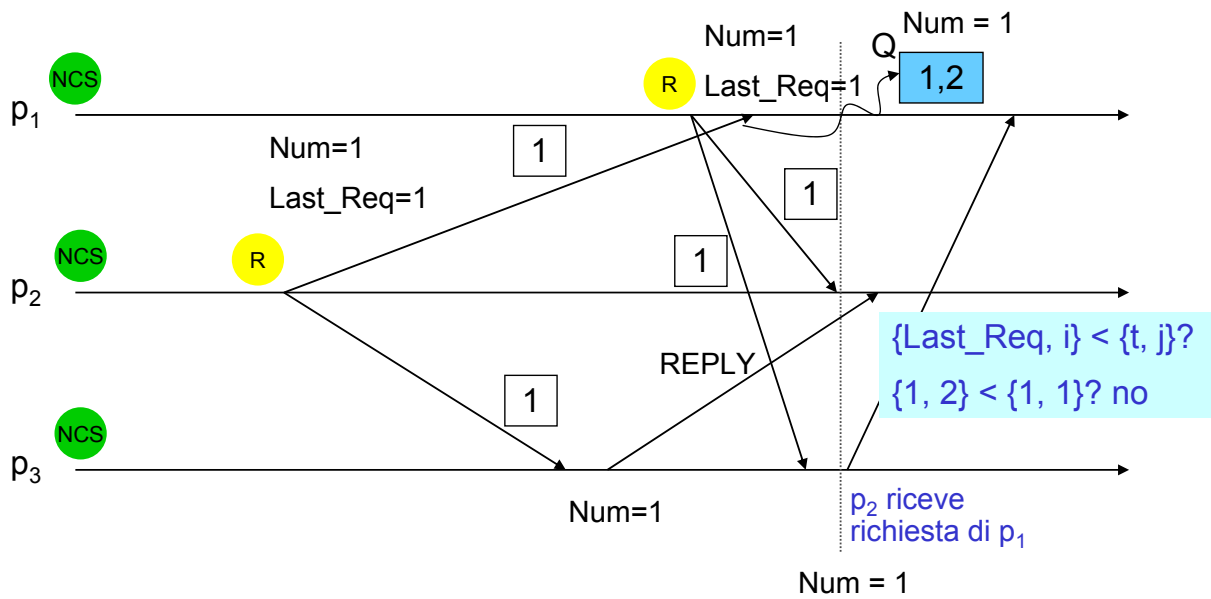 Num = 1
Num=1
Q
NCS
R
Last_Req=1
1,2
p1
Num=1
1
Last_Req=1
1
NCS
R
1
p2
{Last_Req, i} < {t, j}?
REPLY
{1, 2} < {1, 1}? no
1
NCS
p3
Num=1
p2 riceve
richiesta di p1
Num = 1